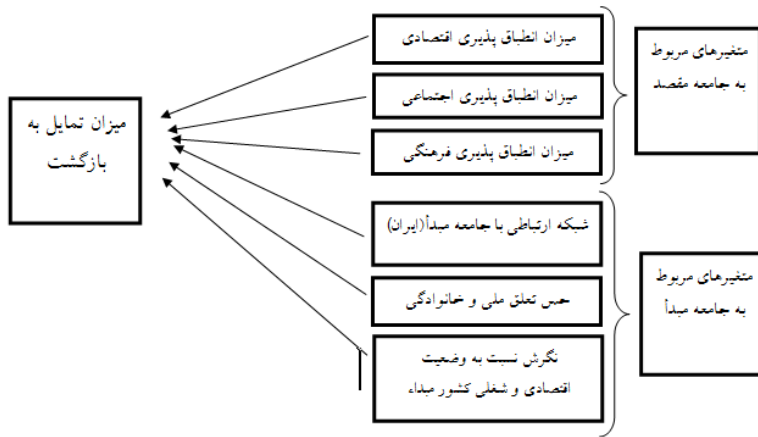 متغیرهای مربوط
به جامعه مقصد
میزان انطباق پذیری اقتصادی
میزان انطباق پذیری اجتماعی
میزان انطباق پذیری فرهنگی
متغیرهای مربوط
به جامعه مبدأ
شبکه ارتباطی با جامعه مبدأ(ایران)
حس تعلق ملی و خانوادگی
نگرش نسبت به وضعیت
اقتصادی و شغلی کشور مبداء
میزان تمایل به
بازگشت